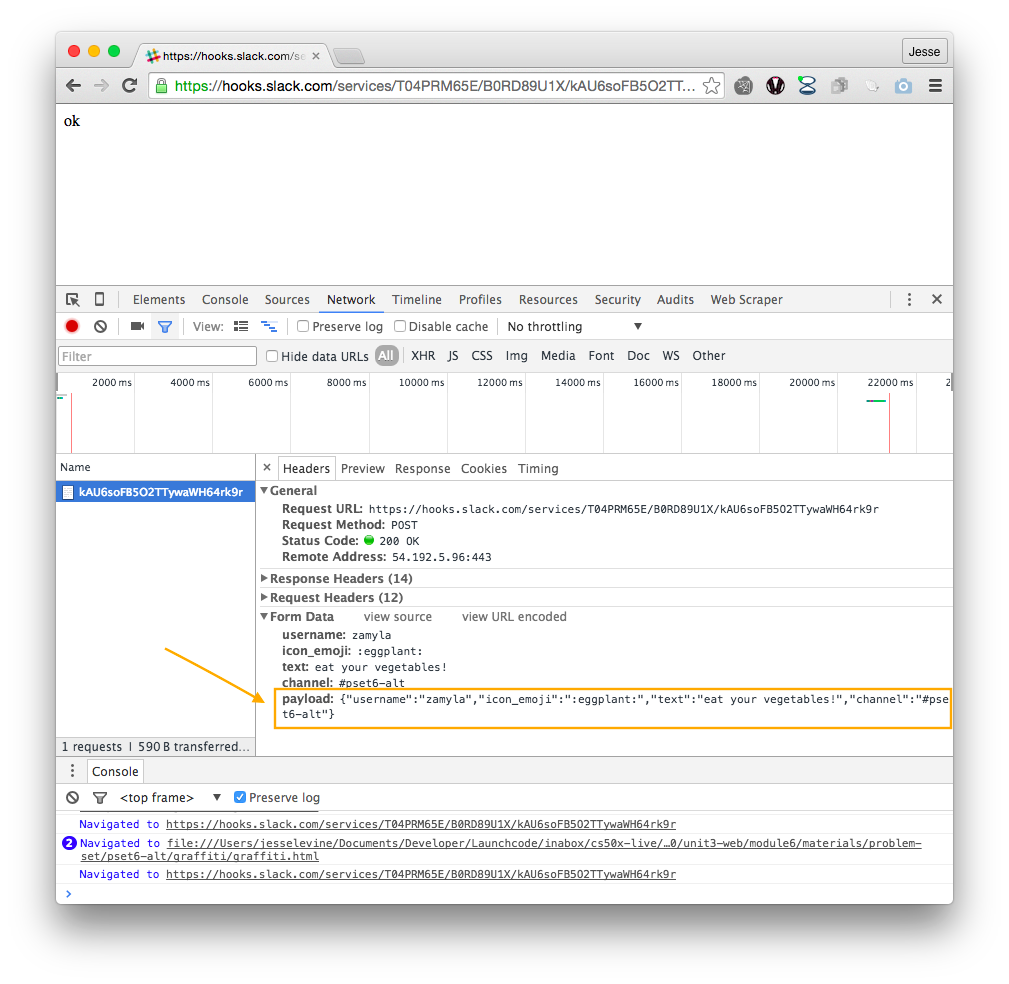 https://hooks.slack.com/se
Jesse
https://hooks.slack.com/services/T04PRM65E/B0RD89U1X/kAU6soFB5O2TT...
ok
Elements Console Sources Network Timeline Profiles Resources Security Audits Web Scraper
View: Preserve log Disable cache No throttling
Filter Hide data URLs All XHR JS CSS Img Media Font Doc WS Other
2000 ms 4000 ms 6000 ms 8000 ms 10000 ms 12000 ms 14000 ms 16000 ms 18000 ms 20000 ms 22000 ms 2
Name
Headers Preview Response Cookies Timing
kAU6soFB5O2TTywaWH64rk9r
General
Request URL: https://hooks.slack.com/services/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
Request Method: POST
Status Code: 200 OK
Remote Address: 54.192.5.96:443
Response Headers (14)
Request Headers (12)
Form Data view source view URL encoded
username: zamyla
icon_emoji: :eggplant:
text: eat your vegetables!
channel: #pset6-alt
payload: {"username":"zamyla","icon_emoji":":eggplant:","text":"eat your vegetables!","channel":"#pse
t6-alt"}
1 requests | 590 B transferred...
Console
<top frame> Preserve log
Navigated to https://hooks.slack.com/services/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
2 Navigated to file:///Users/jesselevine/Documents/Developer/Launchcode/inabox/cs50x-live/…0/unit3-web/module6/materials/problem-
set/pset6-alt/graffiti/graffiti.html
Navigated to https://hooks.slack.com/services/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
>